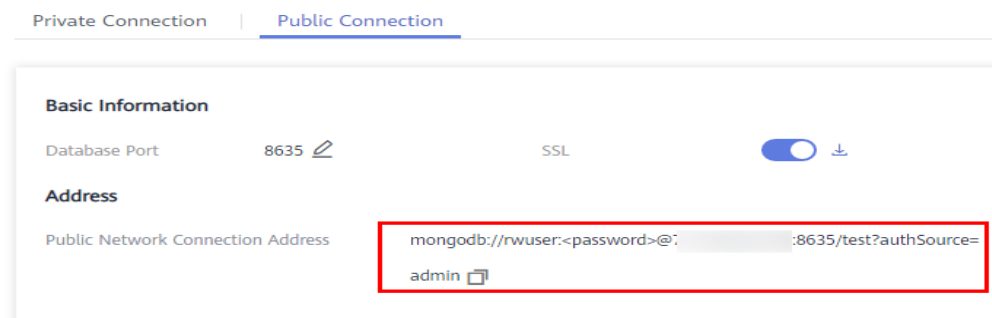 Private Connection
Public Connection
Basic Information
Database Port 8635 SSL
Address
Public Network Connection Address mongodb://rwuser:<password>@7 :8635/test?authSource=
admin